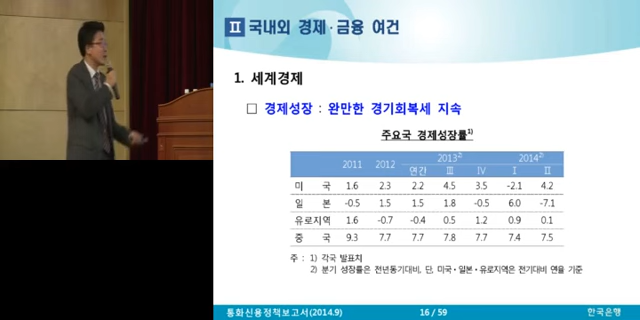 Ⅱ 국내외 경제·금융 여건
1. 세계경제
□ 경제성장 : 완만한 경기회복세 지속
주요국 경제성장률1)
2011 2012 20132) 20142)
연간 Ⅲ Ⅳ Ⅰ Ⅱ
미 국 1.6 2.3 2.2 4.5 3.5 -2.1 4.2
일 본 -0.5 1.5 1.5 1.8 -0.5 6.0 -7.1
유로지역 1.6 -0.7 -0.4 0.5 1.2 0.9 0.1
중 국 9.3 7.7 7.7 7.8 7.7 7.4 7.5
주 : 1) 각국 발표치
2) 분기 성장률은 전년동기대비, 단, 미국·일본·유로지역은 전기대비 연율 기준
통화신용정책보고서(2014.9) 16 / 59 한국은행